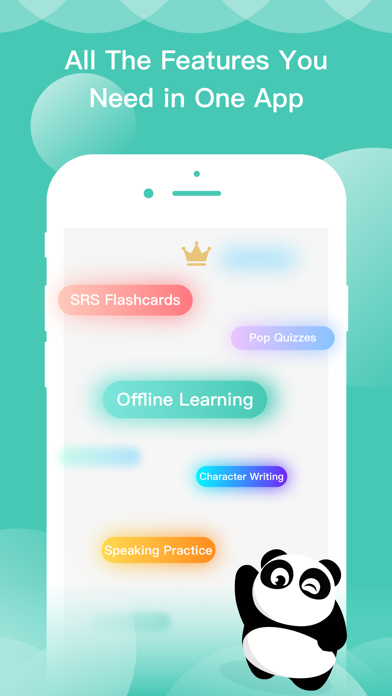 All The Features You
Need in One App
SRS Flashcards
Pop Quizzes
Offline Learning
Character Writing
Speaking Practice